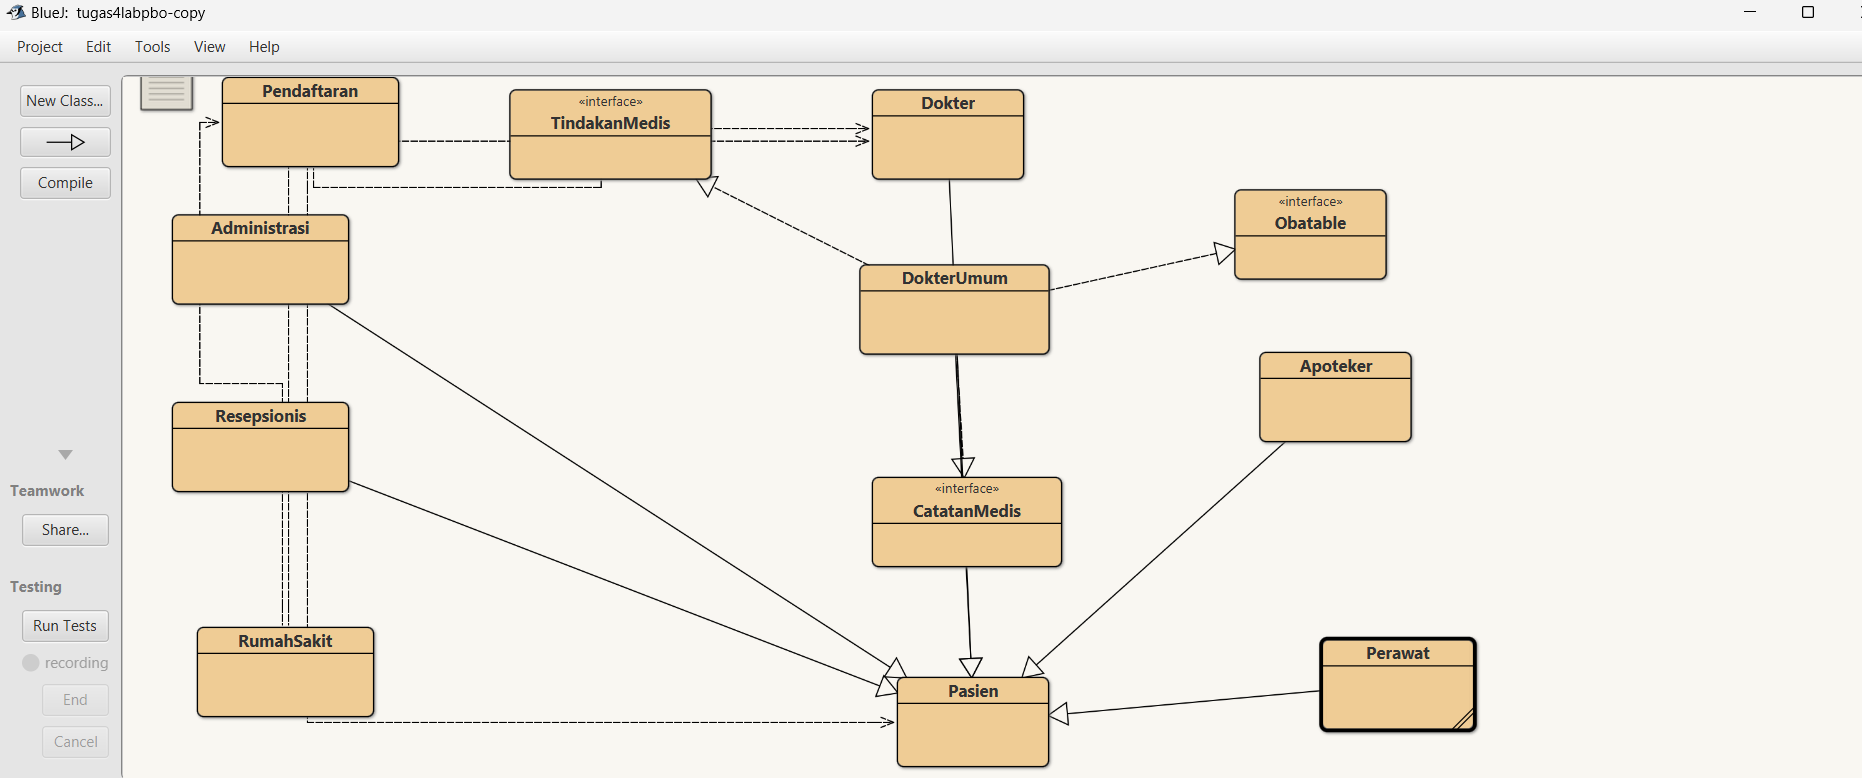 BlueJ: tugas4labpbo-copy
Project Edit Tools View Help
New Class...
Compile
Teamwork
Share...
Testing
Run Tests
recording
End
Cancel
Pendaftaran
«interface»
TindakanMedis
Dokter
«interface»
Obatable
Administrasi
DokterUmum
Apoteker
Resepsionis
«interface»
CatatanMedis
RumahSakit
Pasien
Perawat